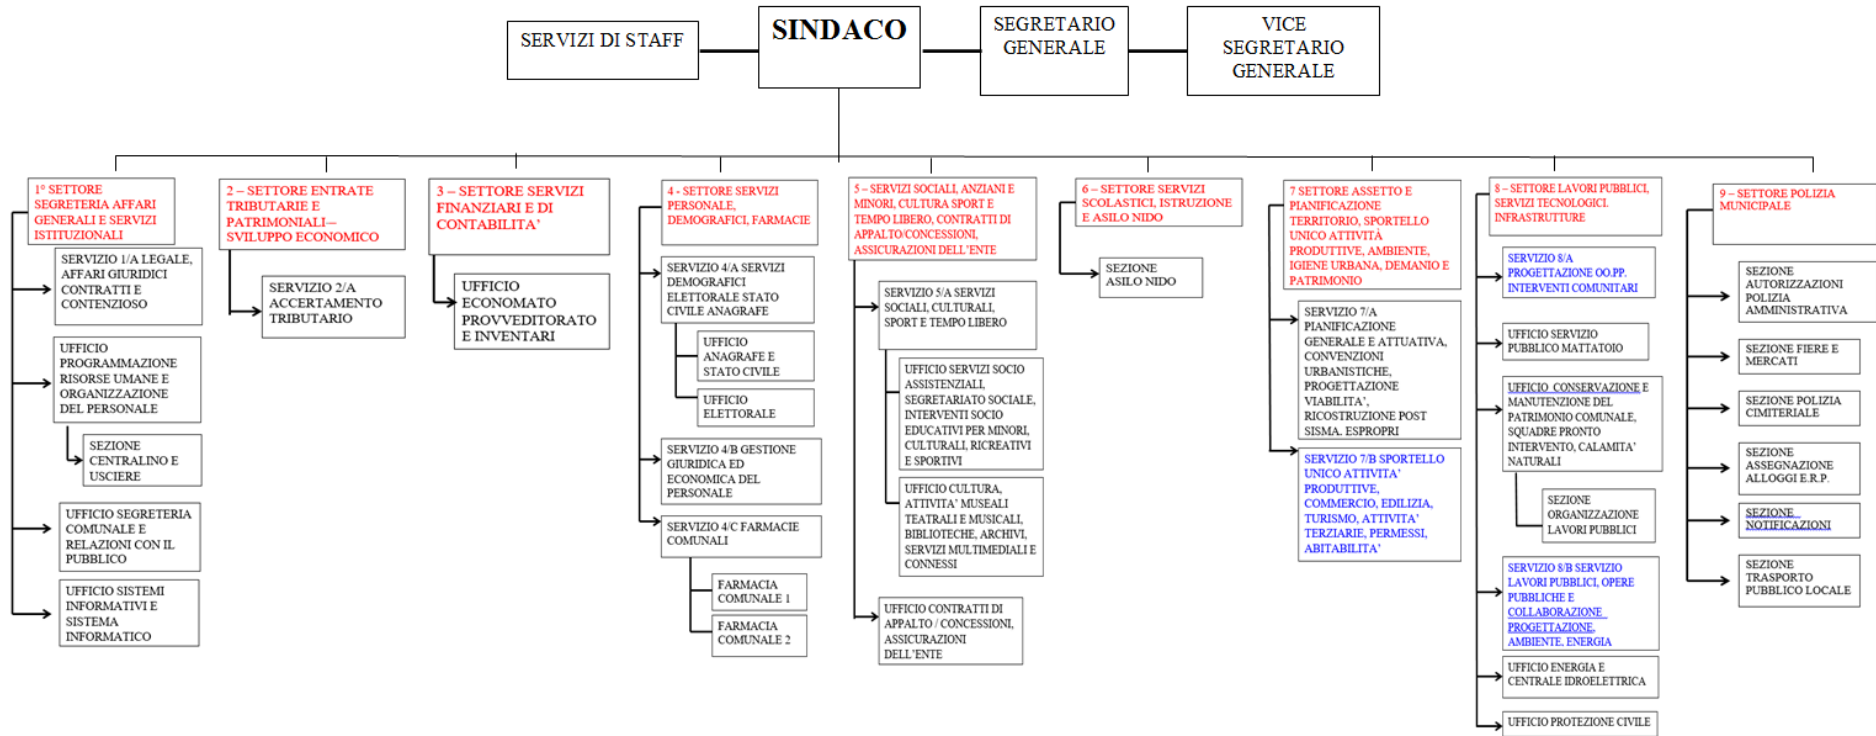 SERVIZI DI STAFF
SINDACO
SEGRETARIO
GENERALE
VICE
SEGRETARIO
GENERALE
1° SETTORE
SEGRETERIA AFFARI
GENERALI E SERVIZI
ISTITUZIONALI
SERVIZIO 1/A LEGALE,
AFFARI GIURIDICI
CONTRATTI E
CONTENZIOSO
UFFICIO
PROGRAMMAZIONE
RISORSE UMANE E
ORGANIZZAZIONE
DEL PERSONALE
SEZIONE
CENTRALINO E
USCIERE
UFFICIO SEGRETERIA
COMUNALE E
RELAZIONI CON IL
PUBBLICO
UFFICIO SISTEMI
INFORMATIVI E
SISTEMA
INFORMATICO
2 – SETTORE ENTRATE
TRIBUTARIE E
PATRIMONIALI–
SVILUPPO ECONOMICO
SERVIZIO 2/A
ACCERTAMENTO
TRIBUTARIO
3 – SETTORE SERVIZI
FINANZIARI E DI
CONTABILITA’
UFFICIO
ECONOMATO
PROVVEDITORATO
E INVENTARI
4 - SETTORE SERVIZI
PERSONALE,
DEMOGRAFICI, FARMACIE
SERVIZIO 4/A SERVIZI
DEMOGRAFICI
ELETTORALE STATO
CIVILE ANAGRAFE
UFFICIO
ANAGRAFE E
STATO CIVILE
UFFICIO
ELETTORALE
SERVIZIO 4/B GESTIONE
GIURIDICA ED
ECONOMICA DEL
PERSONALE
SERVIZIO 4/C FARMACIE
COMUNALI
FARMACIA
COMUNALE 1
FARMACIA
COMUNALE 2
5 – SERVIZI SOCIALI, ANZIANI E
MINORI, CULTURA SPORT E
TEMPO LIBERO, CONTRATTI DI
APPALTO/CONCESSIONI,
ASSICURAZIONI DELL’ENTE
SERVIZIO 5/A SERVIZI
SOCIALI, CULTURALI,
SPORT E TEMPO LIBERO
UFFICIO SERVIZI SOCIO
ASSISTENZIALI,
SEGRETARIATO SOCIALE,
INTERVENTI SOCIO
EDUCATIVI PER MINORI,
CULTURALI, RICREATIVI
E SPORTIVI
UFFICIO CULTURA,
ATTIVITA’ MUSEALI
TEATRALI E MUSICALI,
BIBLIOTECHE, ARCHIVI,
SERVIZI MULTIMEDIALI E
CONNESSI
UFFICIO CONTRATTI DI
APPALTO / CONCESSIONI,
ASSICURAZIONI
DELL’ENTE
6 – SETTORE SERVIZI
SCOLASTICI, ISTRUZIONE
E ASILO NIDO
SEZIONE
ASILO NIDO
7 SETTORE ASSETTO E
PIANIFICAZIONE
TERRITORIO, SPORTELLO
UNICO ATTIVITÀ
PRODUTTIVE, AMBIENTE,
IGIENE URBANA, DEMANIO E
PATRIMONIO
SERVIZIO 7/A
PIANIFICAZIONE
GENERALE E ATTUATIVA,
CONVENZIONI
URBANISTICHE,
PROGETTAZIONE
VIABILITA’,
RICOSTRUZIONE POST
SISMA. ESPROPRI
SERVIZIO 7/B SPORTELLO
UNICO ATTIVITA’
PRODUTTIVE,
COMMERCIO, EDILIZIA,
TURISMO, ATTIVITA’
TERZIARIE, PERMESSI,
ABITABILITA’
8 – SETTORE LAVORI PUBBLICI,
SERVIZI TECNOLOGICI.
INFRASTRUTTURE
SERVIZIO 8/A
PROGETTAZIONE OO.PP.
INTERVENTI COMUNITARI
UFFICIO SERVIZIO
PUBBLICO MATTATOIO
UFFICIO CONSERVAZIONE E
MANUTENZIONE DEL
PATRIMONIO COMUNALE,
SQUADRE PRONTO
INTERVENTO, CALAMITA’
NATURALI
SEZIONE
ORGANIZZAZIONE
LAVORI PUBBLICI
SERVIZIO 8/B SERVIZIO
LAVORI PUBBLICI, OPERE
PUBBLICHE E
COLLABORAZIONE
PROGETTAZIONE,
AMBIENTE, ENERGIA
UFFICIO ENERGIA E
CENTRALE IDROELETTRICA
UFFICIO PROTEZIONE CIVILE
9 – SETTORE POLIZIA
MUNICIPALE
SEZIONE
AUTORIZZAZIONI
POLIZIA
AMMINISTRATIVA
SEZIONE FIERE E
MERCATI
SEZIONE POLIZIA
CIMITERIALE
SEZIONE
ASSEGNAZIONE
ALLOGGI E.R.P.
SEZIONE
NOTIFICAZIONI
SEZIONE
TRASPORTO
PUBBLICO LOCALE